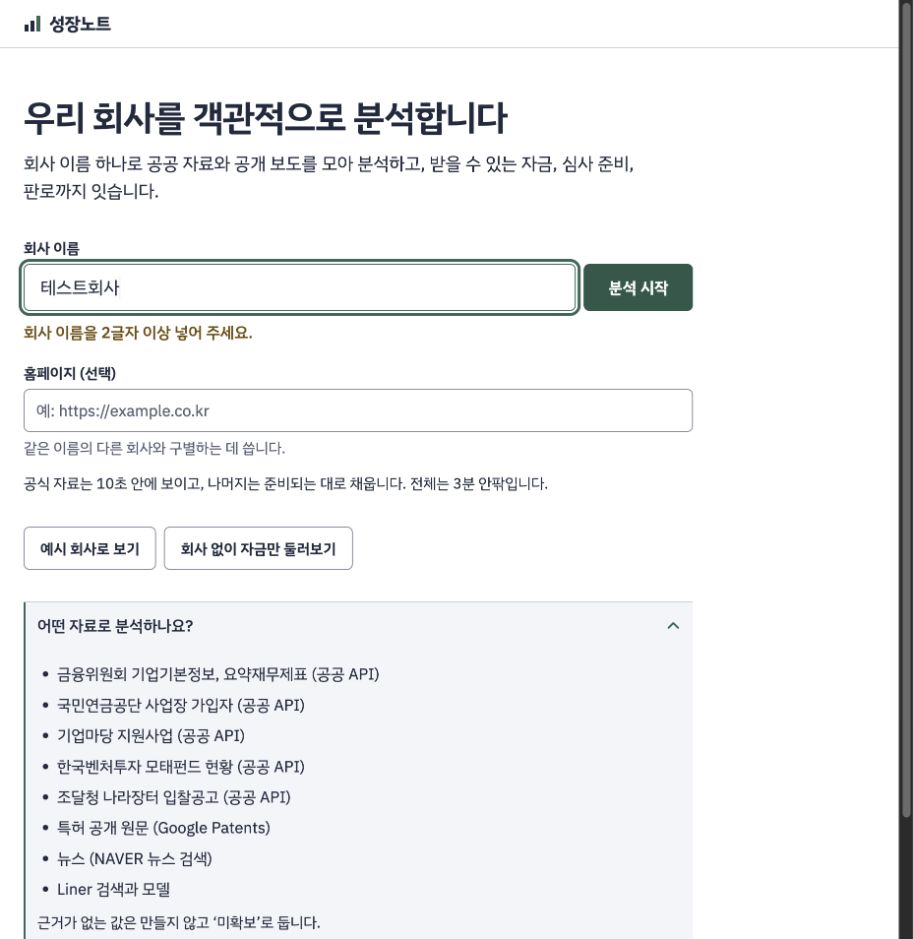 성장노트
우리 회사를 객관적으로 분석합니다
회사 이름 하나로 공공 자료와 공개 보도를 모아 분석하고, 받을 수 있는 자금, 심사 준비,
판로까지 잇습니다.
회사 이름
테스트회사
분석 시작
회사 이름을 2글자 이상 넣어 주세요.
홈페이지 (선택)
예: https://example.co.kr
같은 이름의 다른 회사와 구별하는 데 씁니다.
공식 자료는 10초 안에 보이고, 나머지는 준비되는 대로 채웁니다. 전체는 3분 안팎입니다.
예시 회사로 보기
회사 없이 자금만 둘러보기
어떤 자료로 분석하나요?
• 금융위원회 기업기본정보, 요약재무제표 (공공 API)
• 국민연금공단 사업장 가입자 (공공 API)
• 기업마당 지원사업 (공공 API)
• 한국벤처투자 모태펀드 현황 (공공 API)
• 조달청 나라장터 입찰공고 (공공 API)
• 특허 공개 원문 (Google Patents)
• 뉴스 (NAVER 뉴스 검색)
• Liner 검색과 모델
근거가 없는 값은 만들지 않고 ‘미확보’로 둡니다.